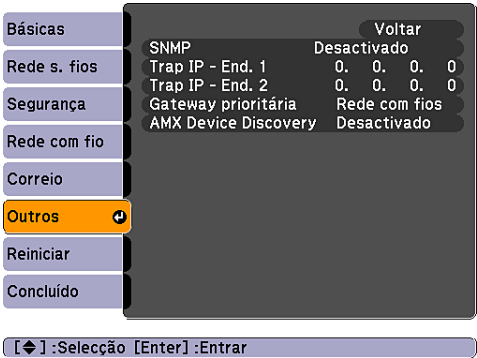 Básicas
Rede s. fios
Segurança
Rede com fio
Correio
Outros
Reiniciar
Concluído
Voltar
SNMP Desactivado
Trap IP - End. 1 0. 0. 0. 0
Trap IP - End. 2 0. 0. 0. 0
Gateway prioritária Rede com fios
AMX Device Discovery Desactivado
[◆] :Selecção [Enter] :Entrar